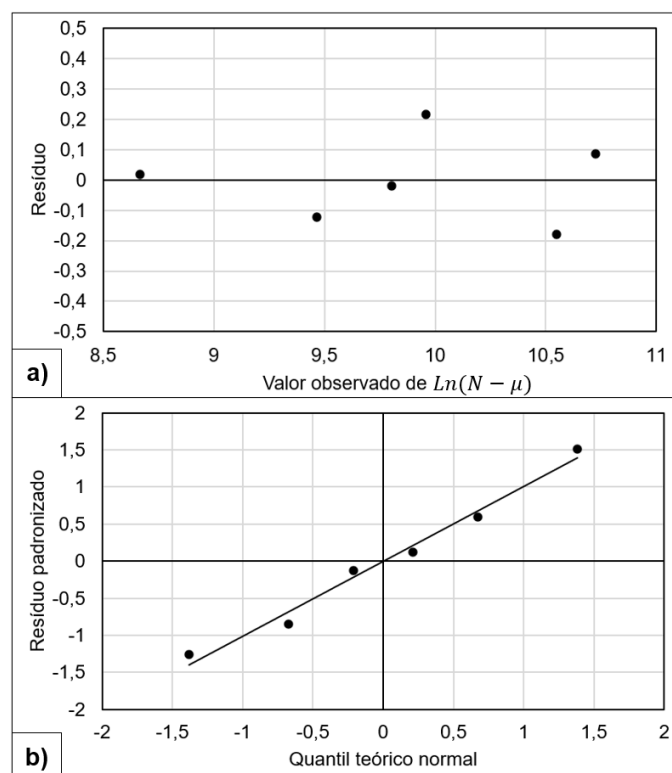 0,5
0,4
0,3
0,2
0,1
0
-0,1
-0,2
-0,3
-0,4
-0,5
Resíduo
8,5 9 9,5 10 10,5 11
a)
Valor observado de Ln(N − μ)
2
1,5
1
0,5
0
-0,5
-1
-1,5
-2
Resíduo padronizado
-2 -1,5 -1 -0,5 0 0,5 1 1,5 2
b)
Quantil teórico normal